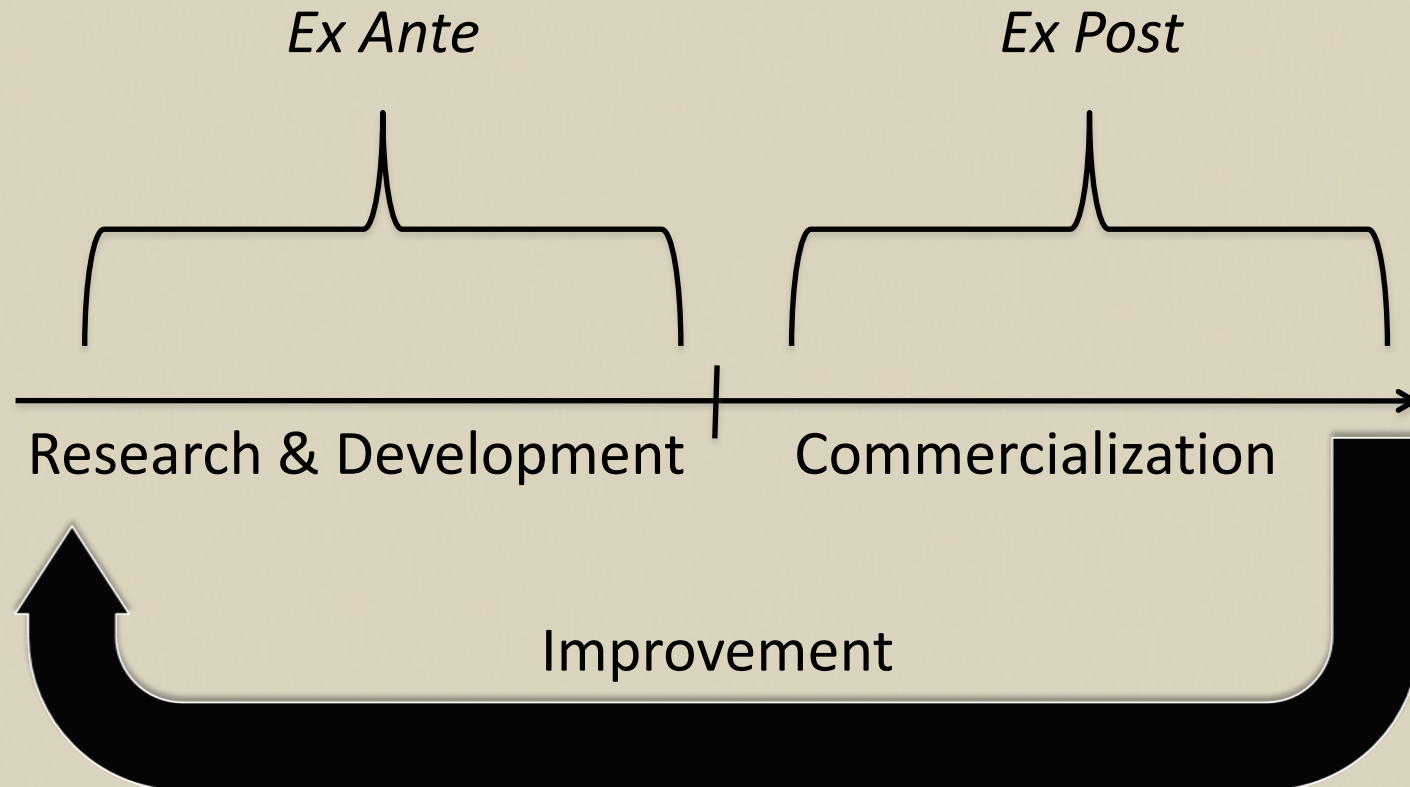 Ex Ante
Ex Post
Research & Development
Commercialization
Improvement